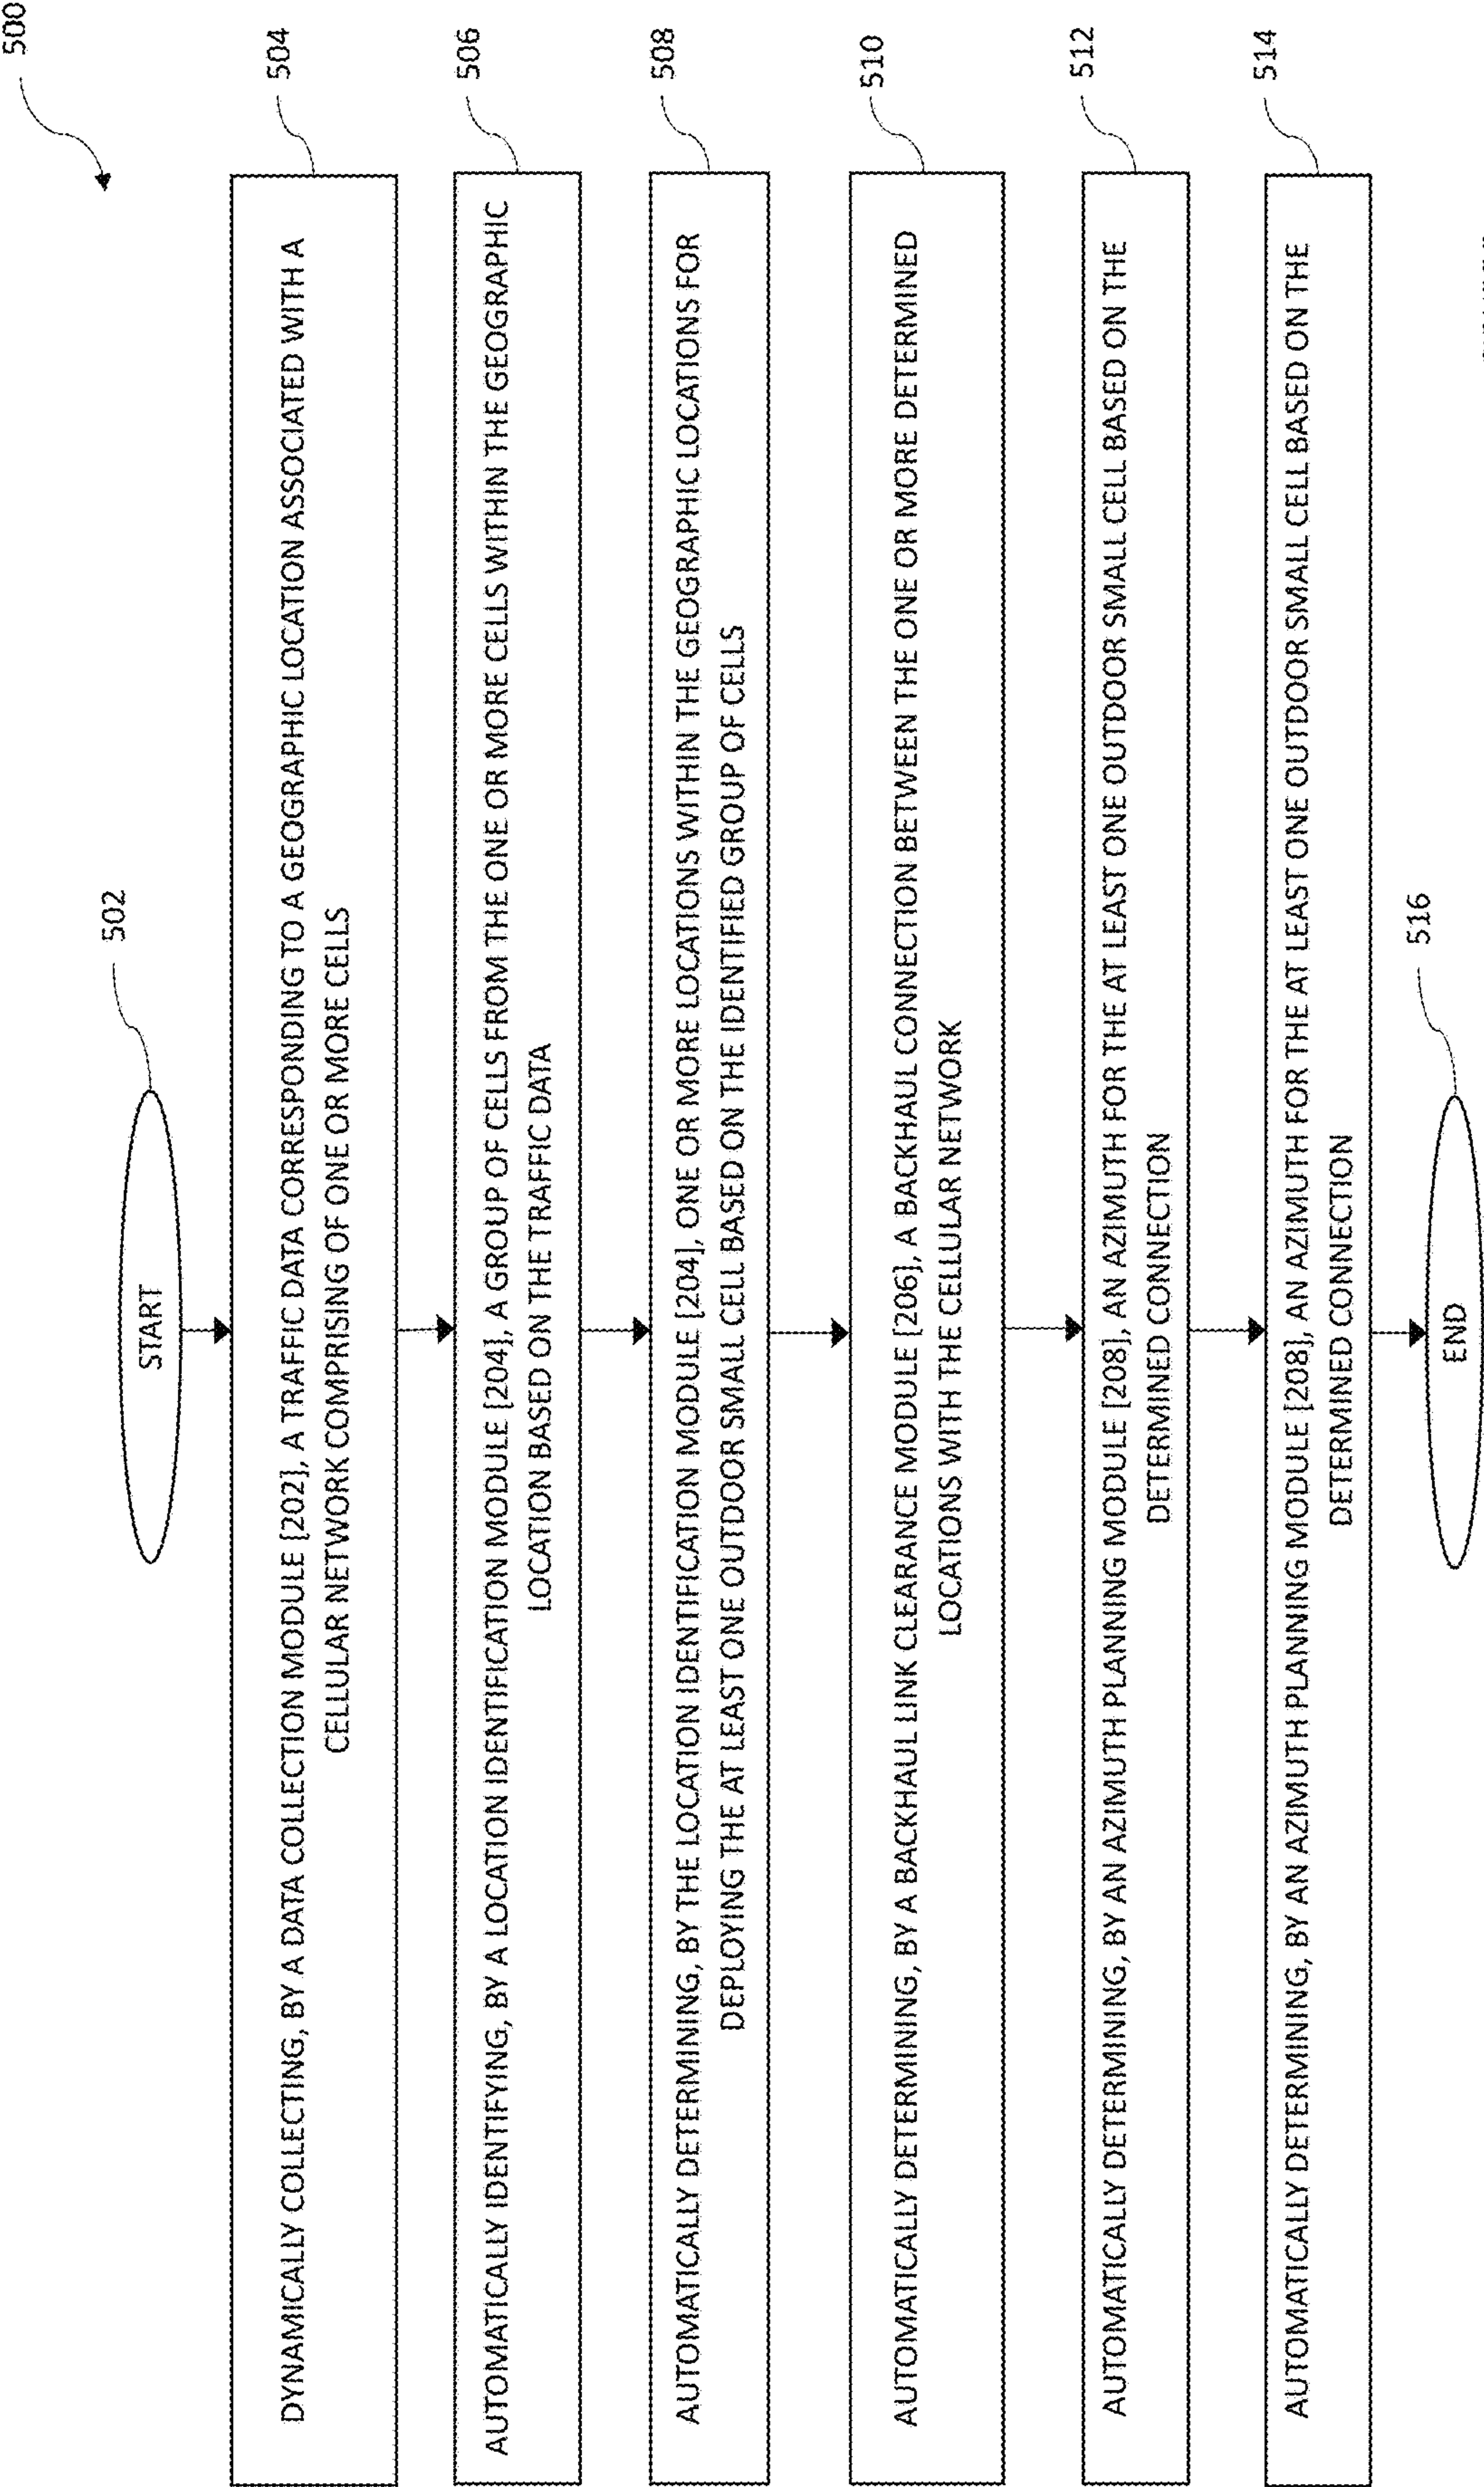 500
502
START
504
DYNAMICALLY COLLECTING, BY A DATA COLLECTION MODULE [202], A TRAFFIC DATA CORRESPONDING TO A GEOGRAPHIC LOCATION ASSOCIATED WITH A
CELLULAR NETWORK COMPRISING OF ONE OR MORE CELLS
506
AUTOMATICALLY IDENTIFYING, BY A LOCATION IDENTIFICATION MODULE [204], A GROUP OF CELLS FROM THE ONE OR MORE CELLS WITHIN THE GEOGRAPHIC
LOCATION BASED ON THE TRAFFIC DATA
508
AUTOMATICALLY DETERMINING, BY THE LOCATION IDENTIFICATION MODULE [204], ONE OR MORE LOCATIONS WITHIN THE GEOGRAPHIC LOCATIONS FOR
DEPLOYING THE AT LEAST ONE OUTDOOR SMALL CELL BASED ON THE IDENTIFIED GROUP OF CELLS
510
AUTOMATICALLY DETERMINING, BY A BACKHAUL LINK CLEARANCE MODULE [206], A BACKHAUL CONNECTION BETWEEN THE ONE OR MORE DETERMINED
LOCATIONS WITH THE CELLULAR NETWORK
512
AUTOMATICALLY DETERMINING, BY AN AZIMUTH PLANNING MODULE [208], AN AZIMUTH FOR THE AT LEAST ONE OUTDOOR SMALL CELL BASED ON THE
DETERMINED CONNECTION
514
AUTOMATICALLY DETERMINING, BY AN AZIMUTH PLANNING MODULE [208], AN AZIMUTH FOR THE AT LEAST ONE OUTDOOR SMALL CELL BASED ON THE
DETERMINED CONNECTION
516
END